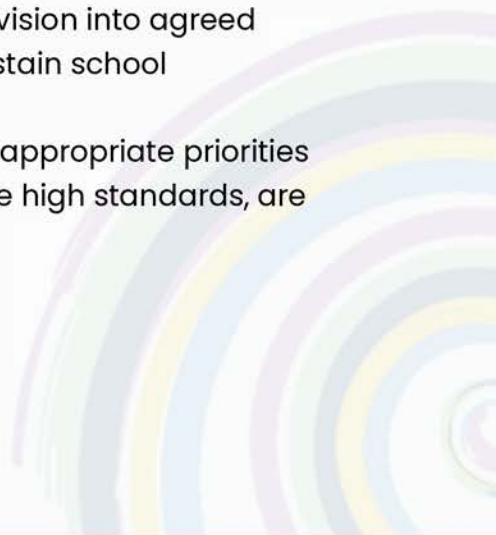 vision into agreed
stain school
appropriate priorities
e high standards, are